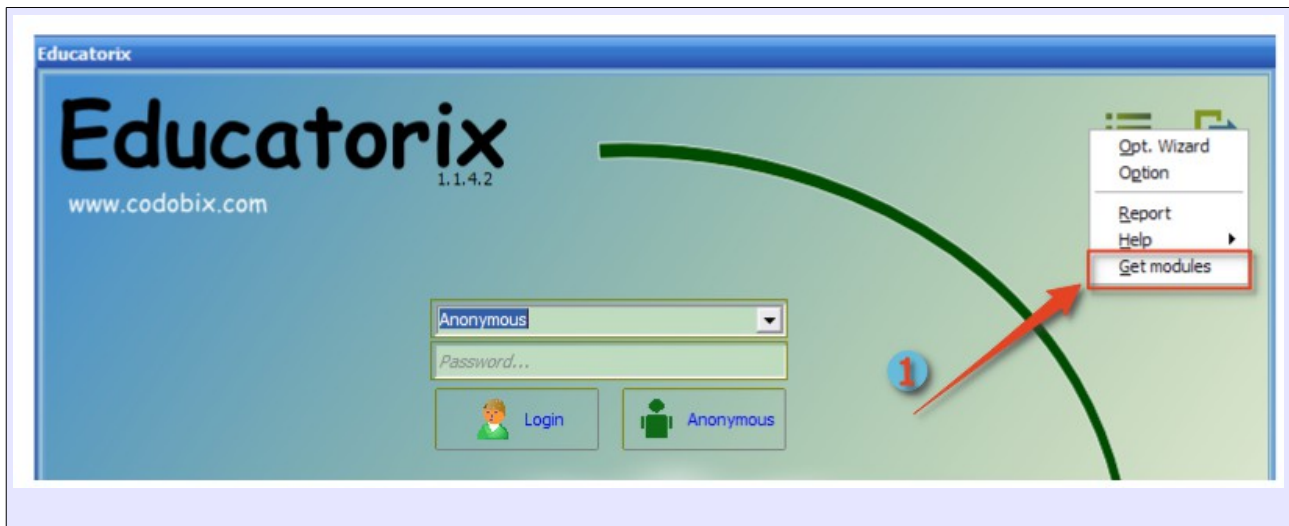 Educatorix
Educatorix
1.1.4.2
www.codobix.com
Opt. Wizard
Option
Report
Help
Get modules
Anonymous
Password...
1
Login
Anonymous